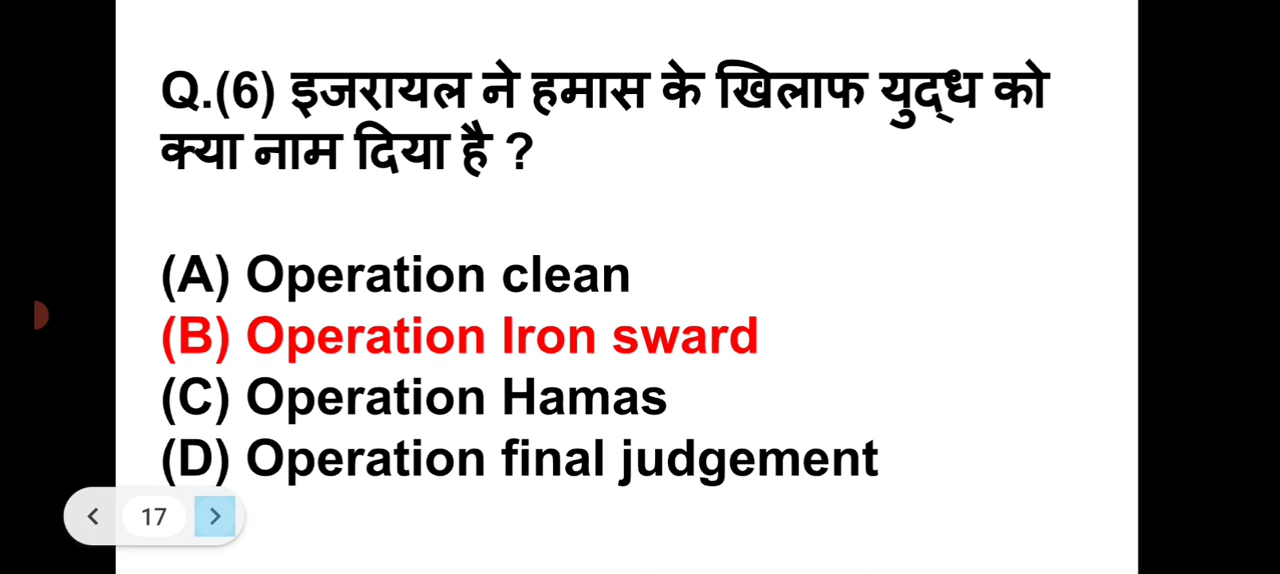 Q.(6) इजरायल ने हमास के खिलाफ युद्ध को
क्या नाम दिया है ?
(A) Operation clean
(B) Operation Iron sward
(C) Operation Hamas
(D) Operation final judgement
17